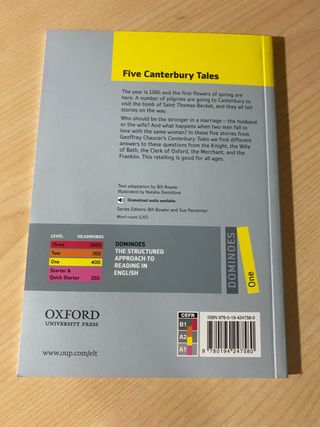 Five Canterbury Tales
The year is 1386 and the first flowers of spring are
here. A number of pilgrims are going to Canterbury to
visit the tomb of Saint Thomas Becket, and they all tell
stories on the way.
Who should be the stronger in a marriage – the husband
or the wife? And what happens when two men fall in
love with the same woman? In these five stories from
Geoffrey Chaucer's Canterbury Tales we find different
answers to these questions from the Knight, the Wife
of Bath, the Clerk of Oxford, the Merchant, and the
Franklin. This retelling is good for all ages.
Text adaptation by Bill Bowler
Illustrated by Natalia Demidova
Dramatized audio available
Series Editors: Bill Bowler and Sue Parminter
Word count 5,203
LEVEL HEADWORDS
Three 1000
Two 700
One 400
Starter &
Quick Starter 250
DOMINOES
THE STRUCTURED
APPROACH TO
READING IN
ENGLISH
DOMINOES
One
OXFORD
UNIVERSITY PRESS
www.oup.com/elt
CEFR
B1
A2
A1
ISBN 978-0-19-424758-0
9 780194 247580